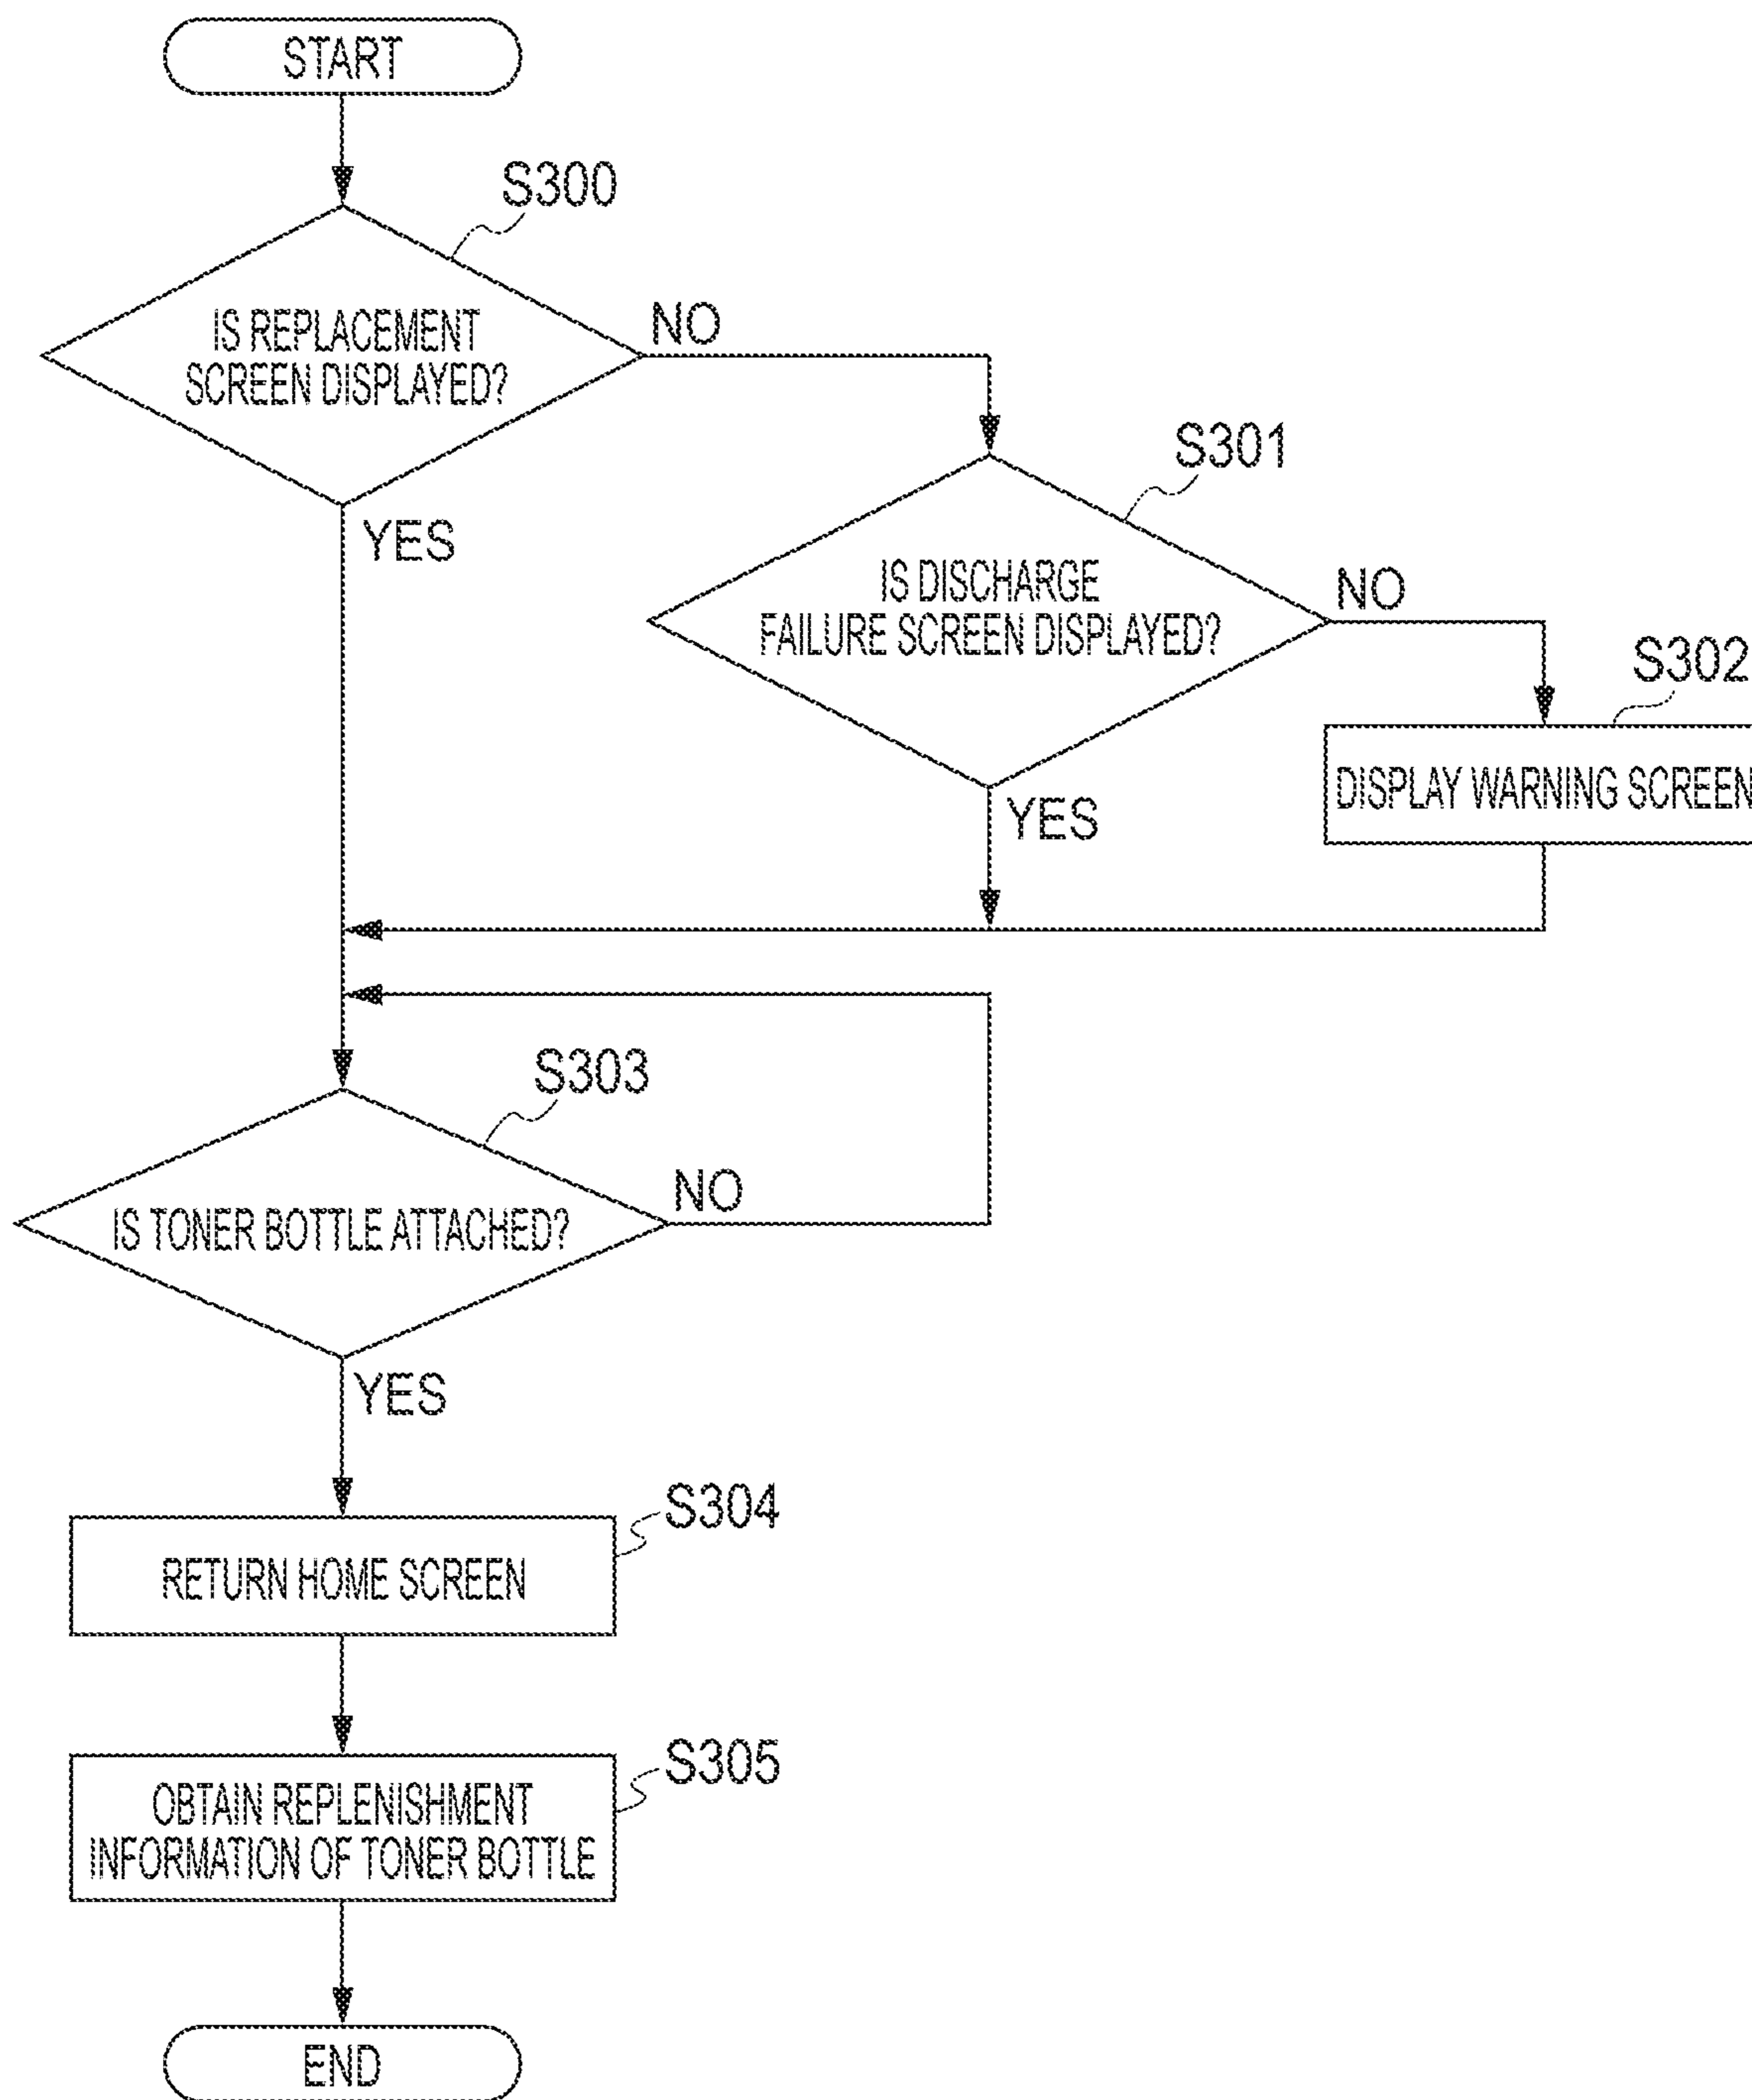 START
S300
IS REPLACEMENT
SCREEN DISPLAYED?
NO
YES
S301
IS DISCHARGE
FAILURE SCREEN DISPLAYED?
NO
YES
S302
DISPLAY WARNING SCREEN
S303
IS TONER BOTTLE ATTACHED?
NO
YES
S304
RETURN HOME SCREEN
S305
OBTAIN REPLENISHMENT
INFORMATION OF TONER BOTTLE
END